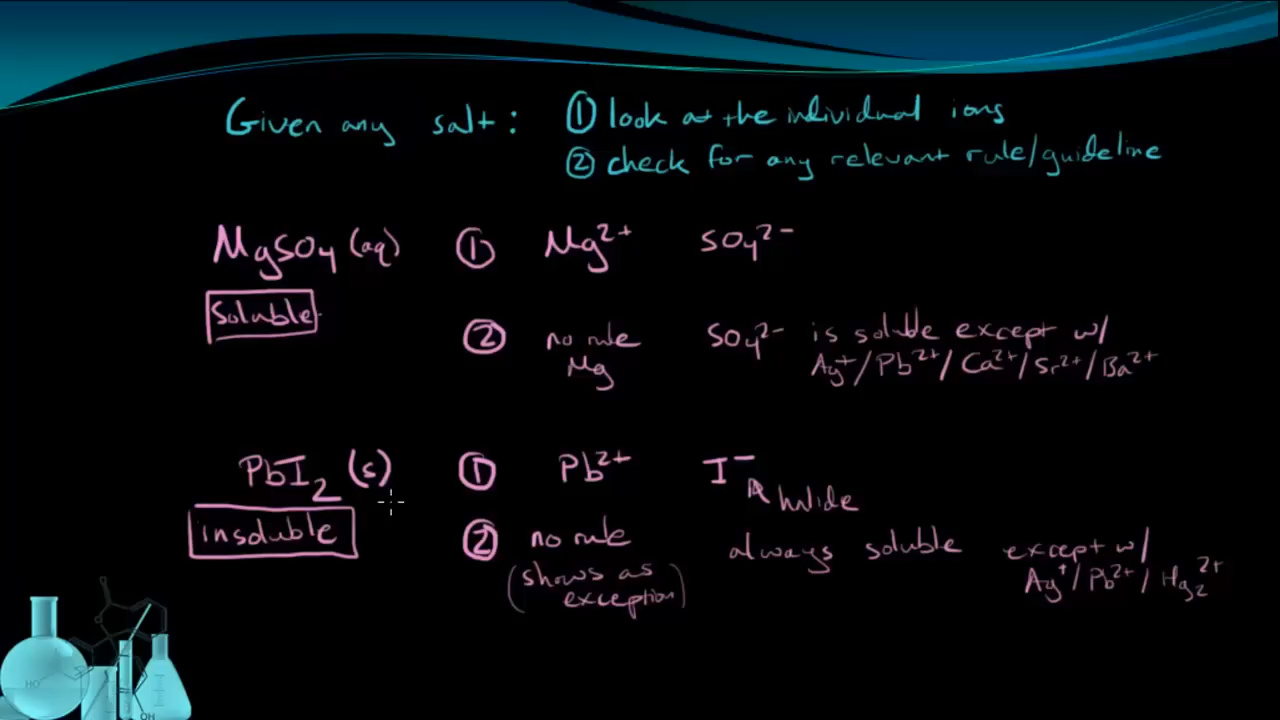 Given any salt: ① look at the individual ions
② check for any relevant rule/guideline
MgSO₄ (aq) ① Mg²⁺ SO₄²⁻
Soluble
② no rule Mg SO₄²⁻ is soluble except w/
Ag⁺/Pb²⁺/Ca²⁺/Sr²⁺/Ba²⁺
PbI₂ (s) ① Pb²⁺ I⁻
halide
insoluble
② no rule always soluble except w/
(shows as exception) Ag⁺/Pb²⁺/Hg₂²⁺
HO
OH